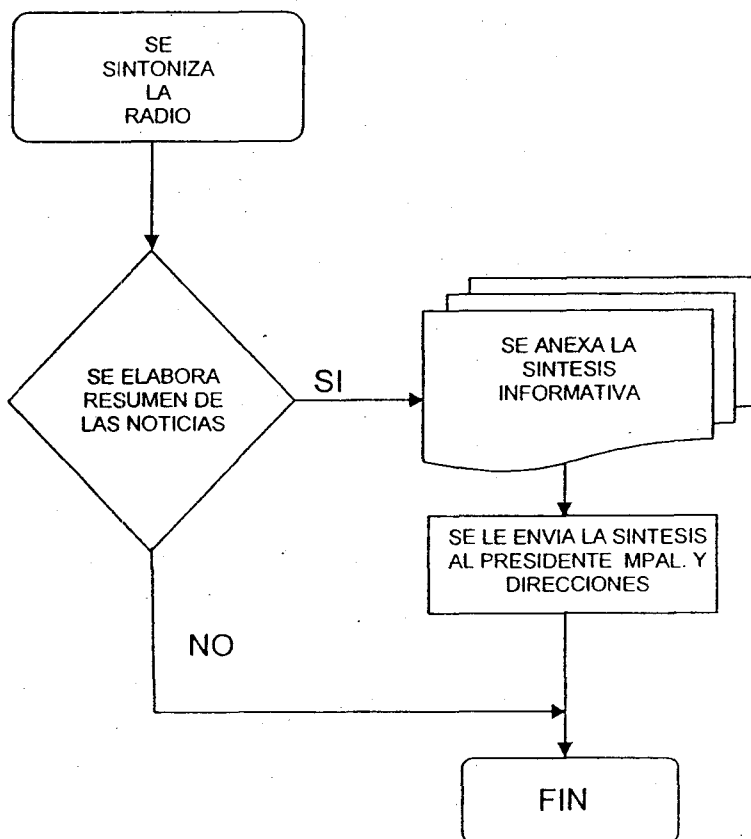 SE
SINTONIZA
LA
RADIO
SE ELABORA
RESUMEN DE
LAS NOTICIAS
SI
SE ANEXA LA
SINTESIS
INFORMATIVA
SE LE ENVIA LA SINTESIS
AL PRESIDENTE MPAL. Y
DIRECCIONES
NO
FIN